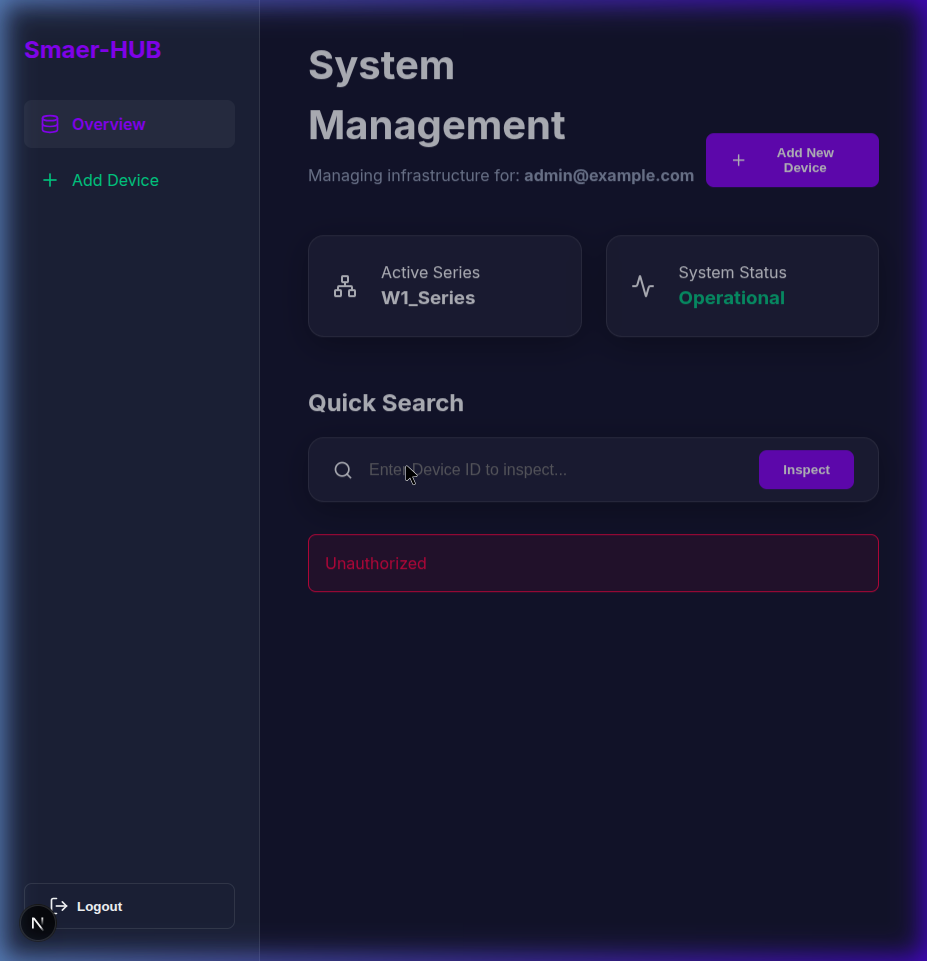 Smaer-HUB
Overview
Add Device
System
Management
Managing infrastructure for: admin@example.com
Add New
Device
Active Series
W1_Series
System Status
Operational
Quick Search
Enter Device ID to inspect...
Inspect
Unauthorized
Logout
N